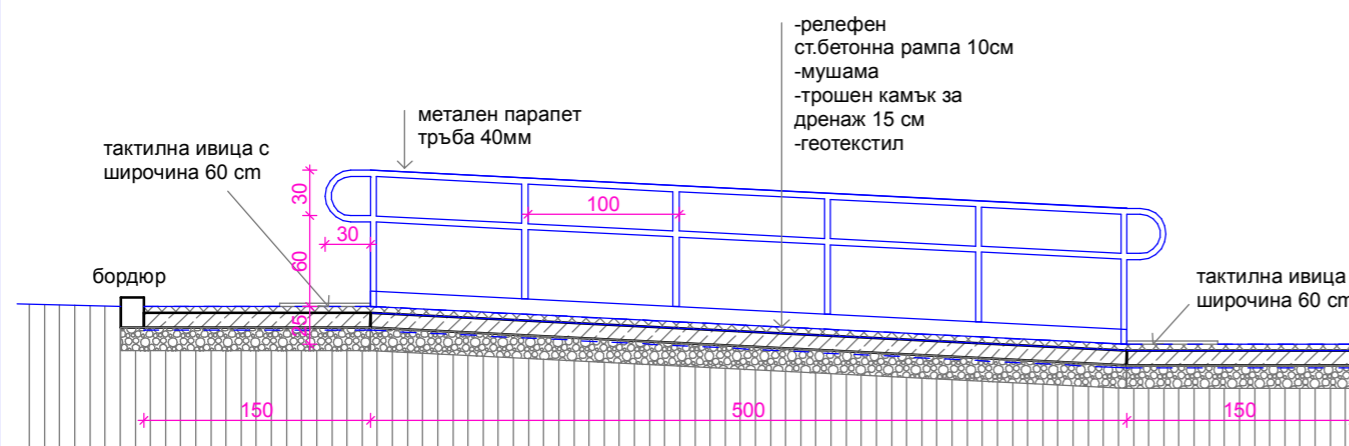 -релефен
ст.бетонна рампа 10см
-мушама
-трошен камък за
дренаж 15 см
-геотекстил
метален парапет
тръба 40мм
тактилна ивица с
широчина 60 cm
30
100
30
60
бордюр
25
тактилна ивица
широчина 60 cm
150
500
150